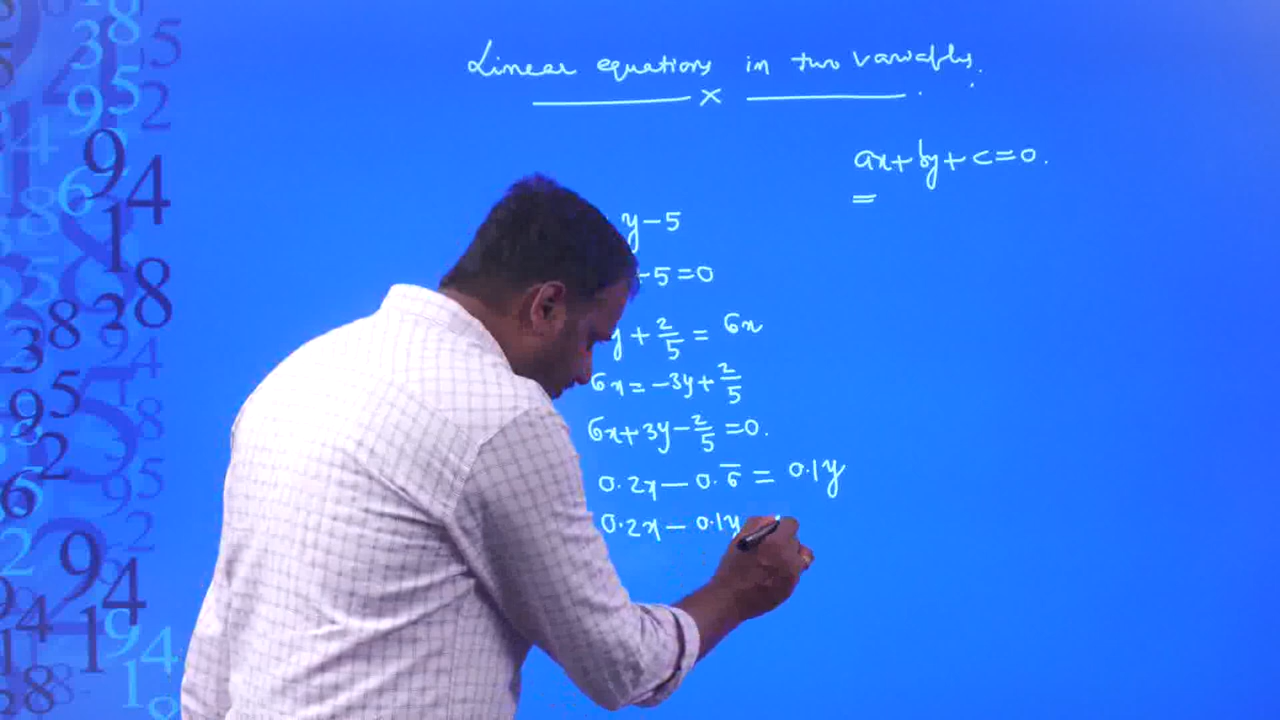 Linear equations in two variables.
x
ax+by+c=0.
=
y-5
-5=0
y+2/5=6x
6x=-3y+2/5
6x+3y-2/5=0.
0.2x-0.6̅=0.1y
0.2x-0.1y